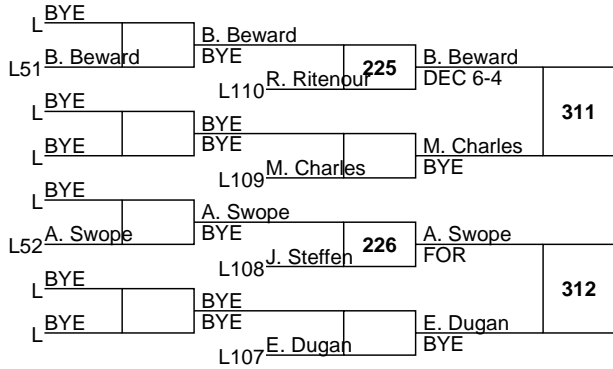 L BYE
B. Beward
BYE
L51 B. Beward
225
B. Beward
DEC 6-4
L110 R. Ritenour
311
L BYE
BYE
BYE
L BYE
M. Charles
BYE
L109 M. Charles
L BYE
A. Swope
BYE
L52 A. Swope
226
A. Swope
FOR
L108 J. Steffen
312
L BYE
BYE
BYE
L BYE
E. Dugan
BYE
L107 E. Dugan